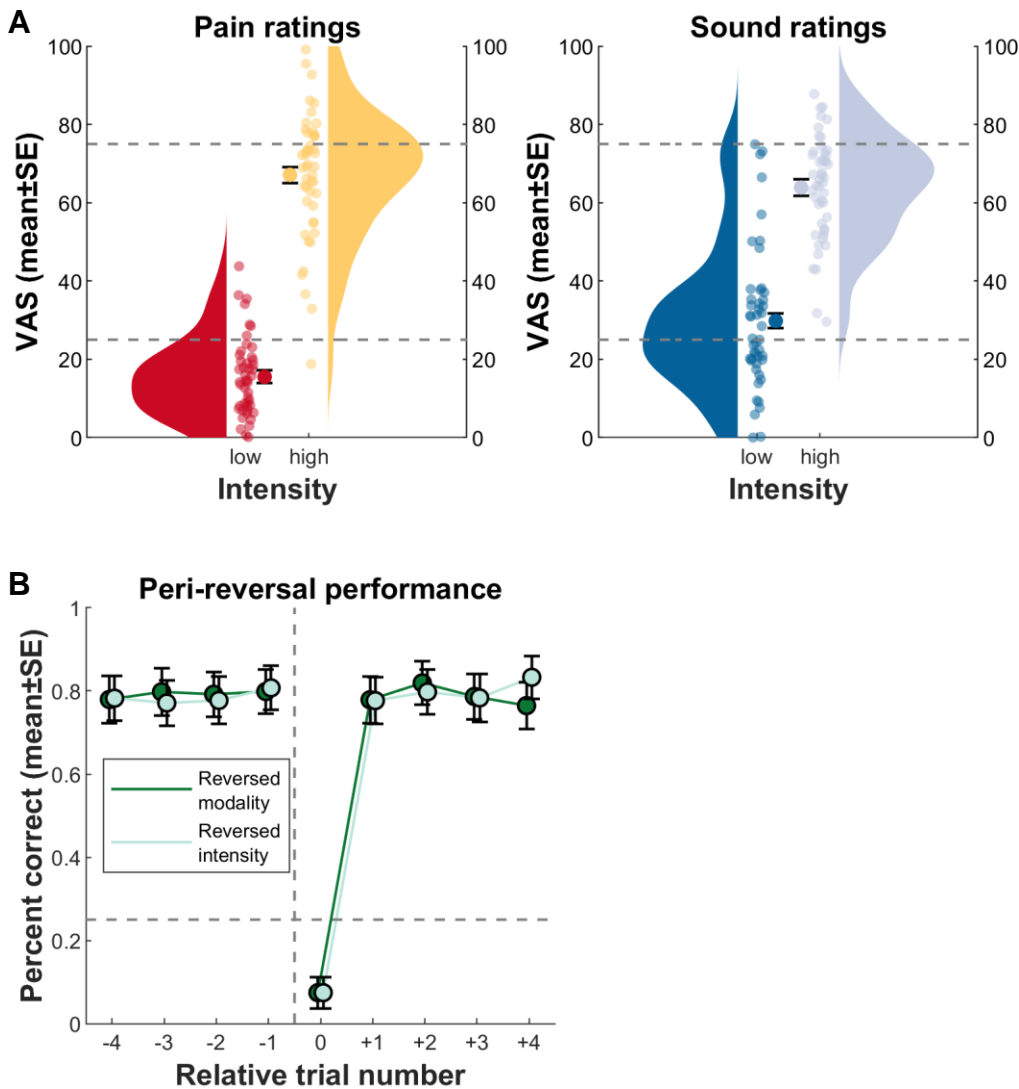 A
Pain ratings
Sound ratings
VAS (mean±SE)
100
80
60
40
20
0
100
80
60
40
20
0
low
high
Intensity
VAS (mean±SE)
100
80
60
40
20
0
100
80
60
40
20
0
low
high
Intensity
B
Peri-reversal performance
Percent correct (mean±SE)
1
0.8
0.6
0.4
0.2
0
Reversed
modality
Reversed
intensity
-4 -3 -2 -1 0 +1 +2 +3 +4
Relative trial number